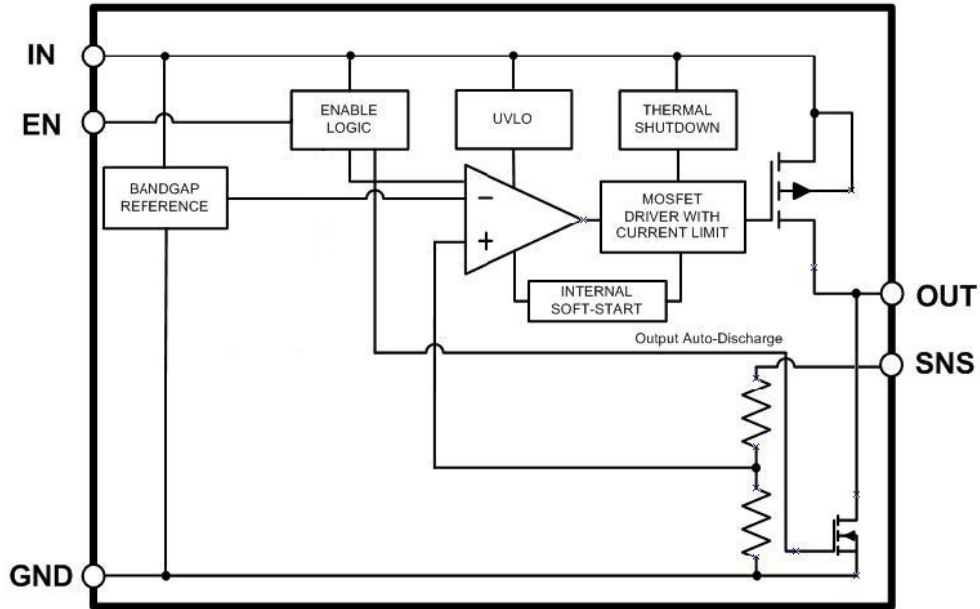 IN
EN
ENABLE
LOGIC
UVLO
THERMAL
SHUTDOWN
BANDGAP
REFERENCE
−
+
MOSFET
DRIVER WITH
CURRENT LIMIT
INTERNAL
SOFT-START
OUT
Output Auto-Discharge
SNS
GND